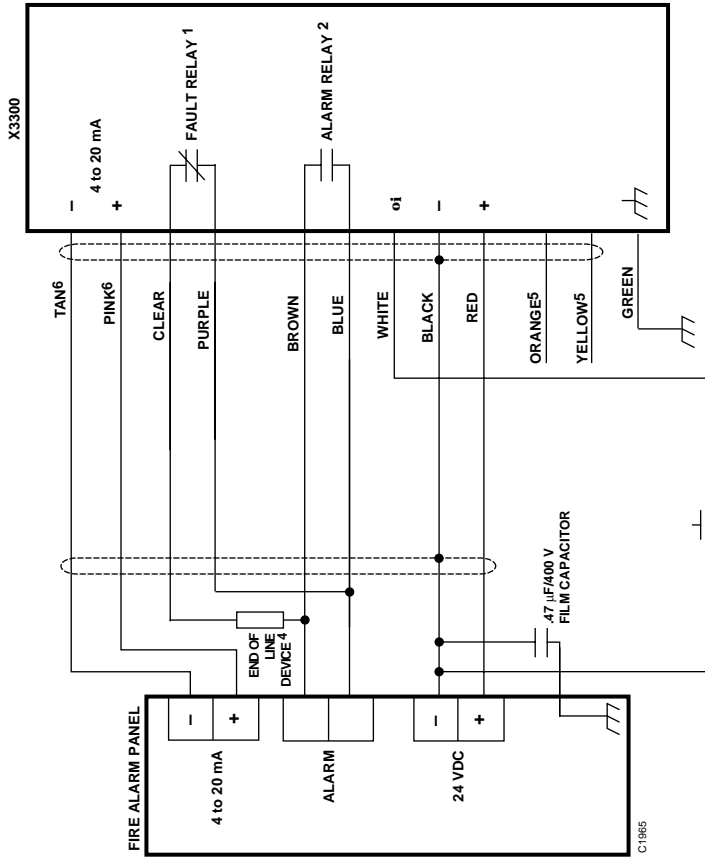 X3300
4 to 20 mA
−
+
FAULT RELAY 1
ALARM RELAY 2
oi
−
+
TAN6
PINK6
CLEAR
PURPLE
BROWN
BLUE
WHITE
BLACK
RED
ORANGE5
YELLOW5
GREEN
END OF
LINE
DEVICE 4
.47 µF/400 V
FILM CAPACITOR
FIRE ALARM PANEL
−
+
4 to 20 mA
ALARM
−
+
24 VDC
C1965